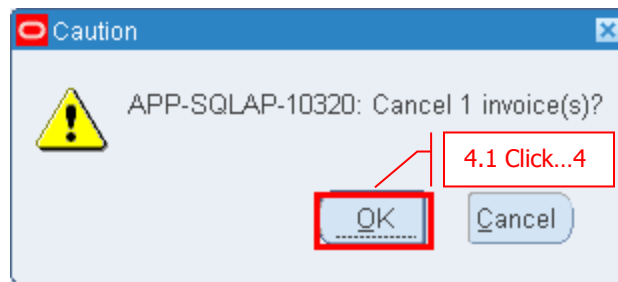 Caution
APP-SQLAP-10320: Cancel 1 invoice(s)?
4.1 Click...4
OK
Cancel